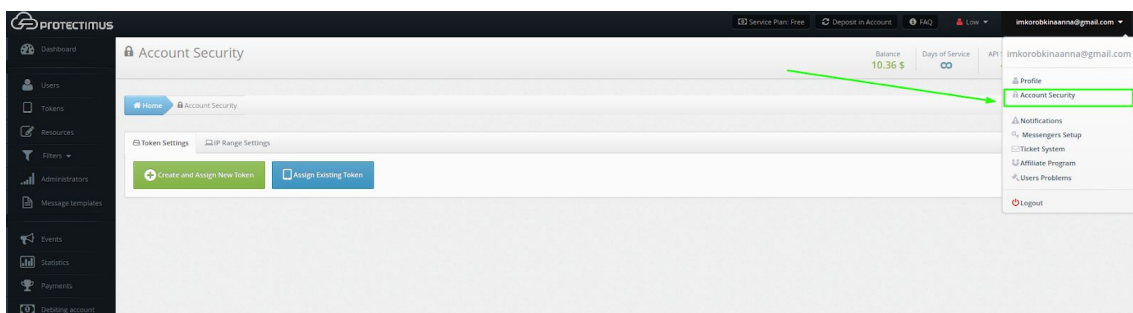 PROTECTIMUS
Service Plan: Free
Deposit in Account
FAQ
Low
imkorobkinaanna@gmail.com
Dashboard
Users
Tokens
Resources
Filters
Administrators
Message templates
Events
Statistics
Payments
Debiting account
Account Security
Balance
10.36 $
Days of Service
∞
API
Home
Account Security
Token Settings
IP Range Settings
Create and Assign New Token
Assign Existing Token
imkorobkinaanna@gmail.com
Profile
Account Security
Notifications
Messengers Setup
Ticket System
Affiliate Program
Users Problems
Logout